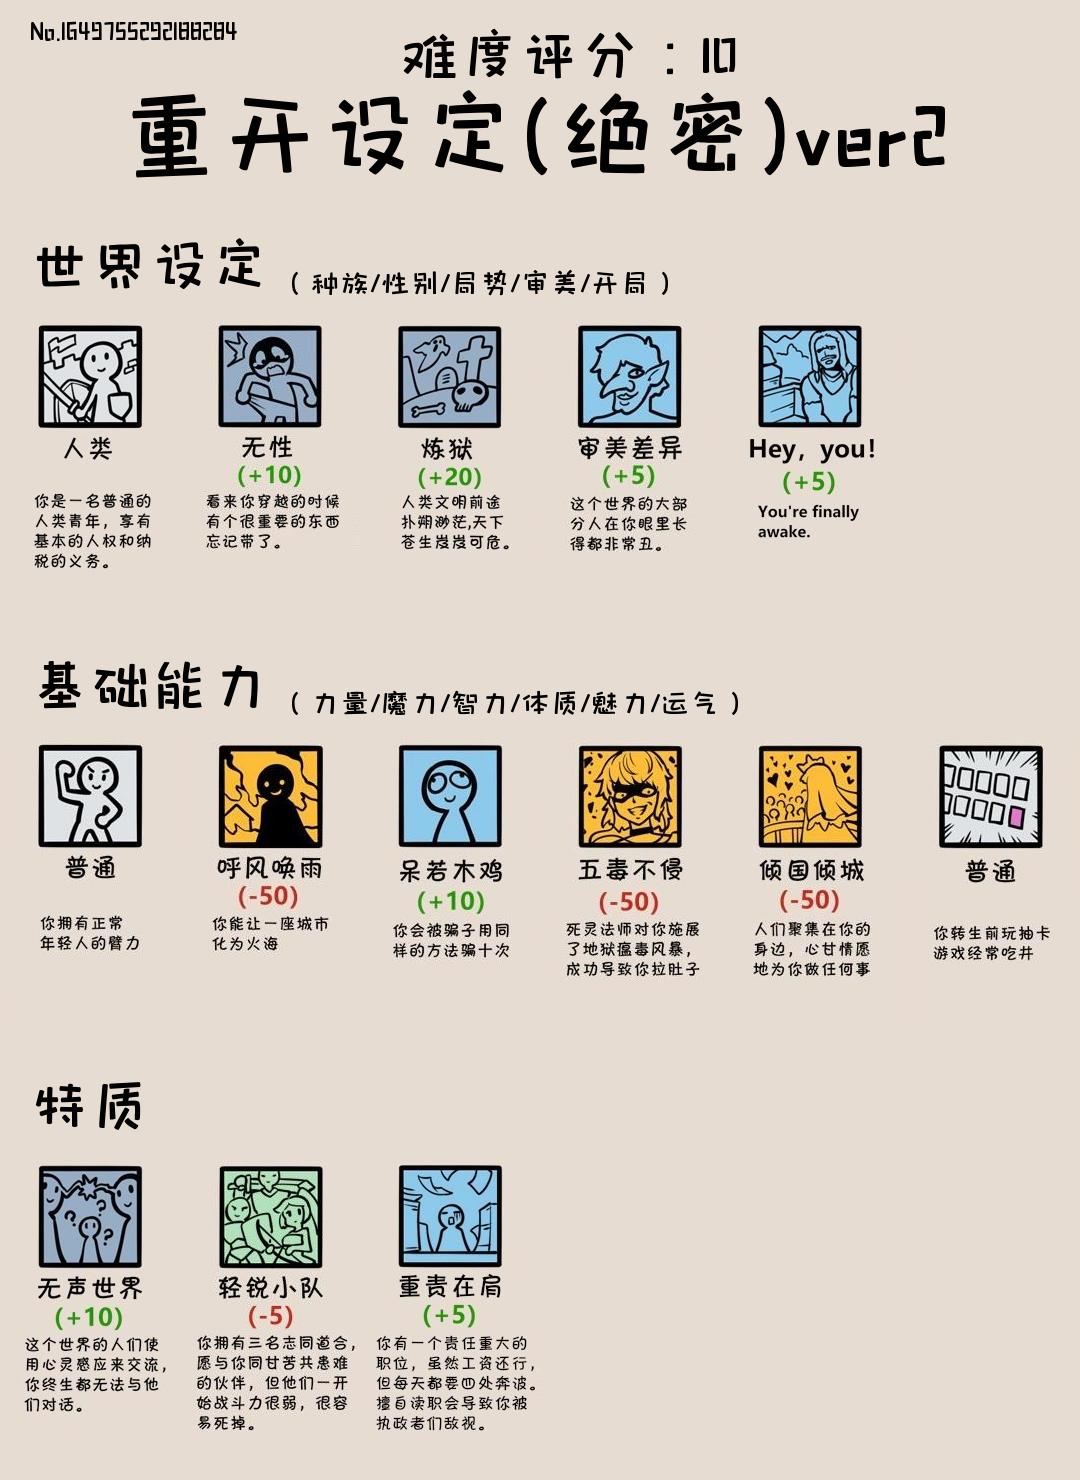 No.1649755292188284
难度评分:10
重开设定(绝密)ver2
世界设定 (种族/性别/局势/审美/开局)
人类
你是一名普通的
人类青年，享有
基本的人权和纳
税的义务。
无性
(+10)
看来你穿越的时候
有个很重要的东西
忘记带了。
炼狱
(+20)
人类文明前途
扑朔渺茫,天下
苍生岌岌可危。
审美差异
(+5)
这个世界的大部
分人在你眼里长
得都非常丑。
Hey, you!
(+5)
You're finally
awake.
基础能力 (力量/魔力/智力/体质/魅力/运气)
普通
你拥有正常
年轻人的臂力
呼风唤雨
(-50)
你能让一座城市
化为火海
呆若木鸡
(+10)
你会被骗子用同
样的方法骗十次
五毒不侵
(-50)
死灵法师对你施展
了地狱瘟毒风暴，
成功导致你拉肚子
倾国倾城
(-50)
人们聚集在你的
身边，心甘情愿
地为你做任何事
普通
你转生前玩抽卡
游戏经常吃井
特质
无声世界
(+10)
这个世界的人们使
用心灵感应来交流，
你终生都无法与他
们对话。
轻锐小队
(-5)
你拥有三名志同道合，
愿与你同甘苦共患难
的伙伴，但他们一开
始战斗力很弱，很容
易死掉。
重责在肩
(+5)
你有一个责任重大的
职位，虽然工资还行，
但每天都要四处奔波。
擅自渎职会导致你被
执政者们敌视。